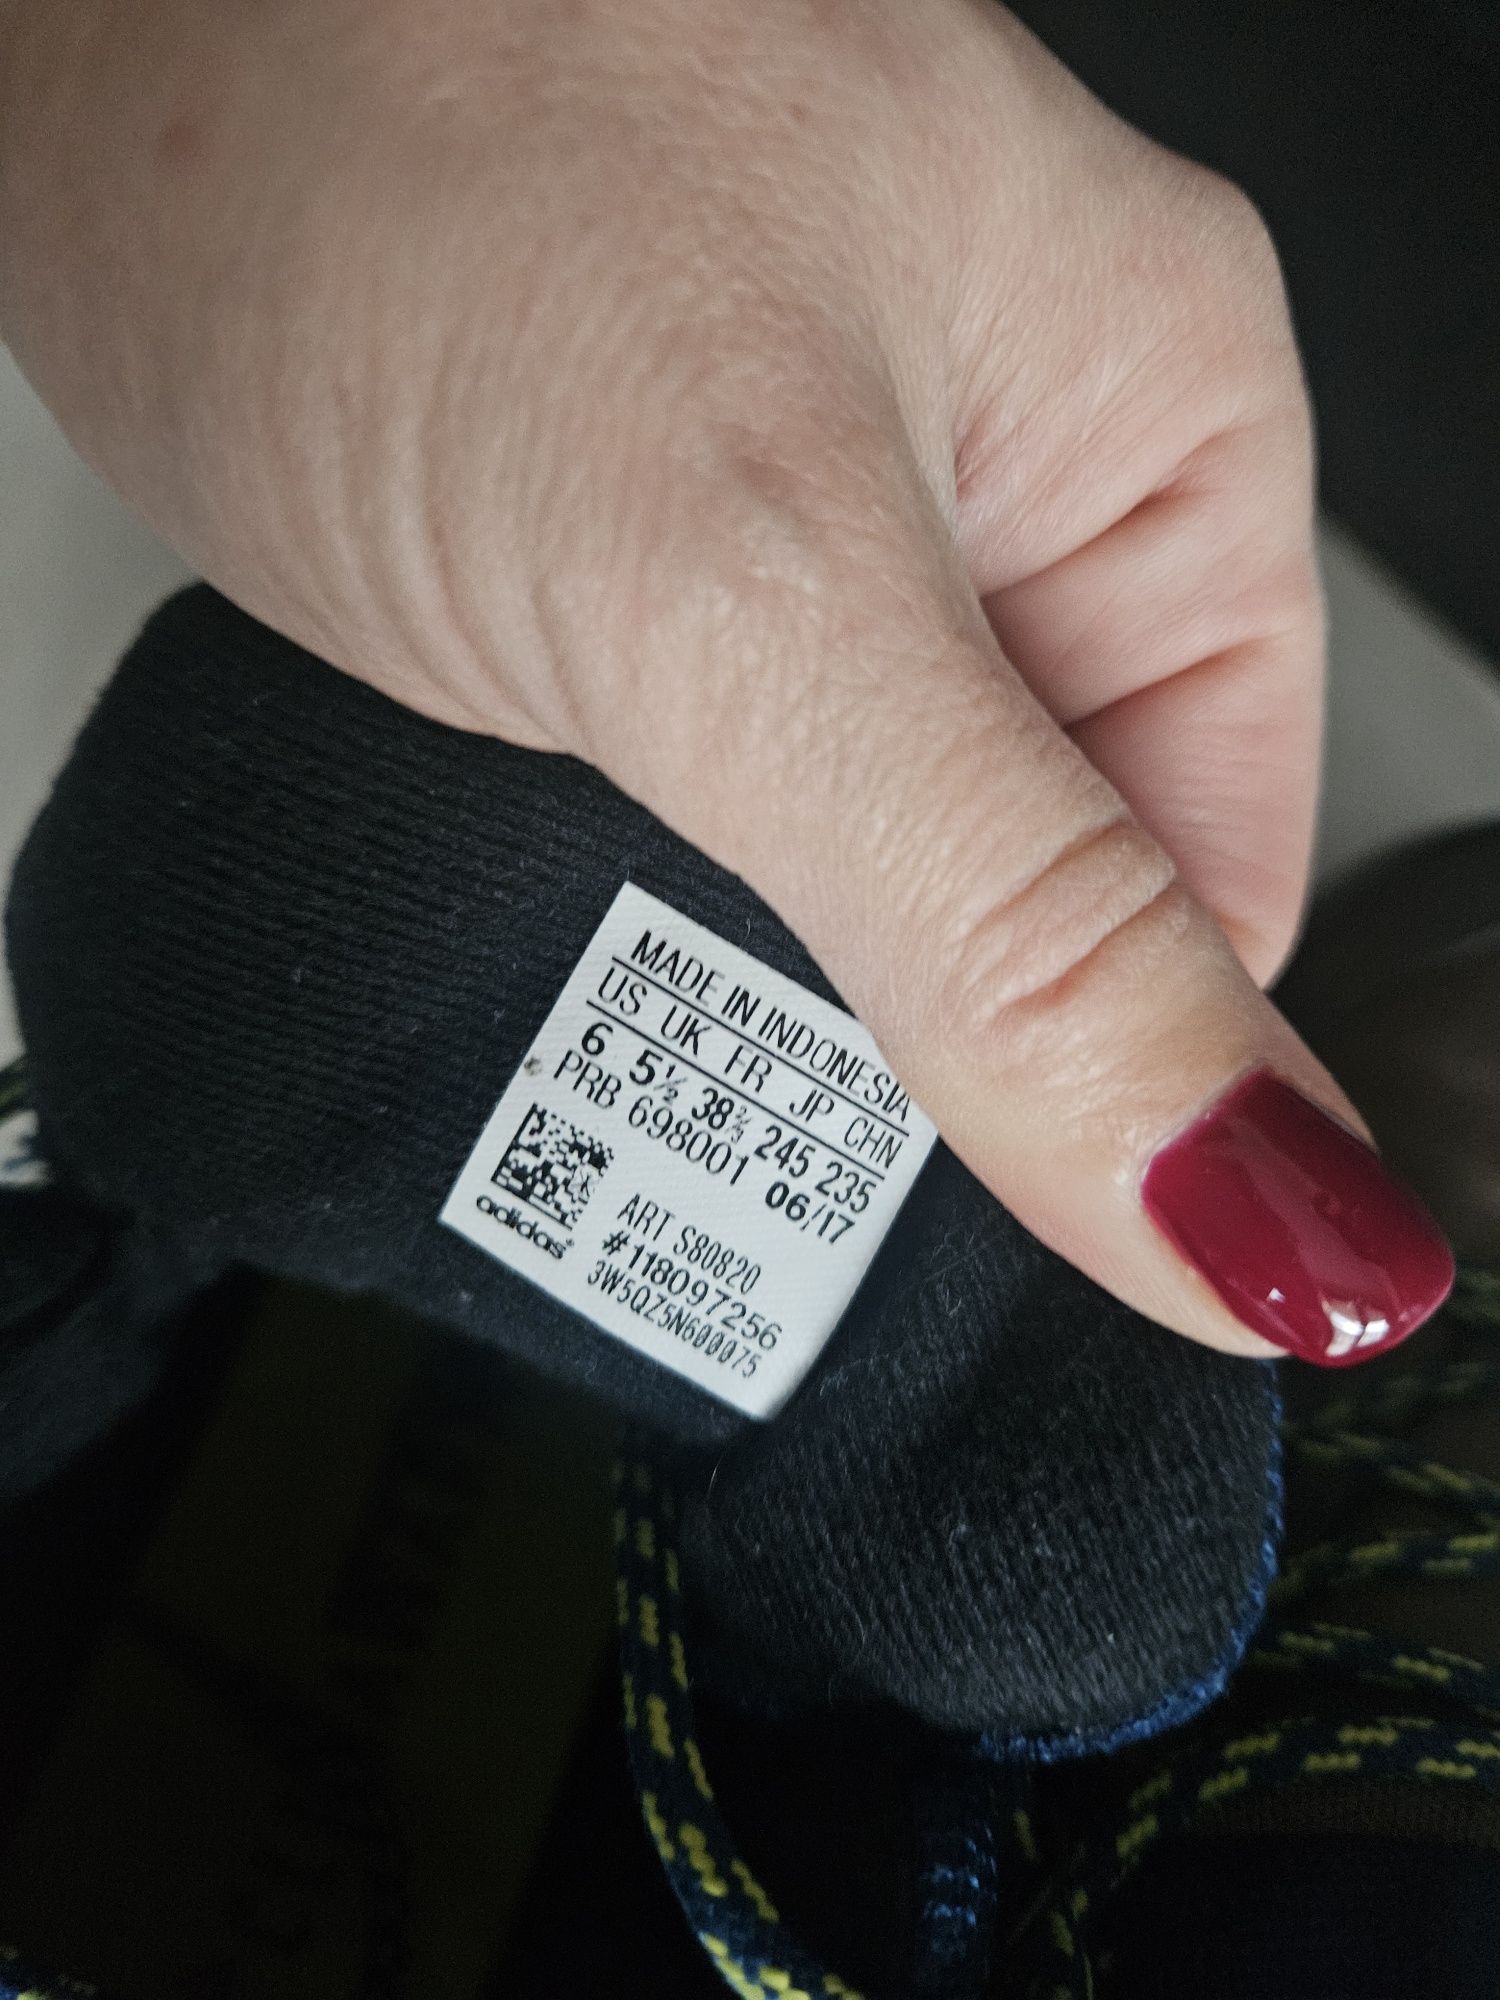 MADE IN INDONESIA
US UK FR JP CHN
6 5½ 38⅔ 245 235
PRB 698001 06/17
ART S80820
#118097256
3W5QZ5N600075
adidas